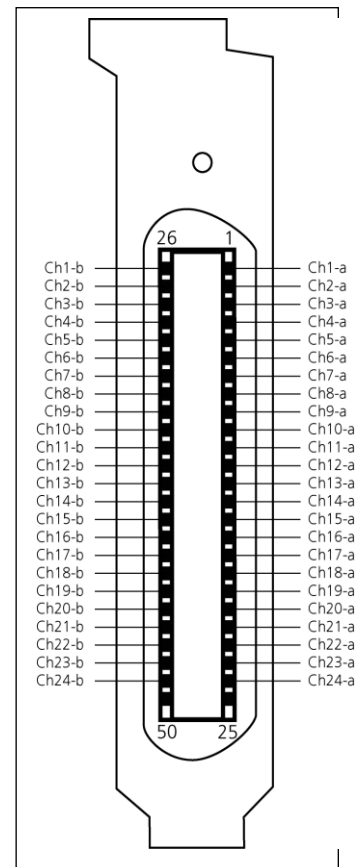 26 1
Ch1-b Ch1-a
Ch2-b Ch2-a
Ch3-b Ch3-a
Ch4-b Ch4-a
Ch5-b Ch5-a
Ch6-b Ch6-a
Ch7-b Ch7-a
Ch8-b Ch8-a
Ch9-b Ch9-a
Ch10-b Ch10-a
Ch11-b Ch11-a
Ch12-b Ch12-a
Ch13-b Ch13-a
Ch14-b Ch14-a
Ch15-b Ch15-a
Ch16-b Ch16-a
Ch17-b Ch17-a
Ch18-b Ch18-a
Ch19-b Ch19-a
Ch20-b Ch20-a
Ch21-b Ch21-a
Ch22-b Ch22-a
Ch23-b Ch23-a
Ch24-b Ch24-a
50 25